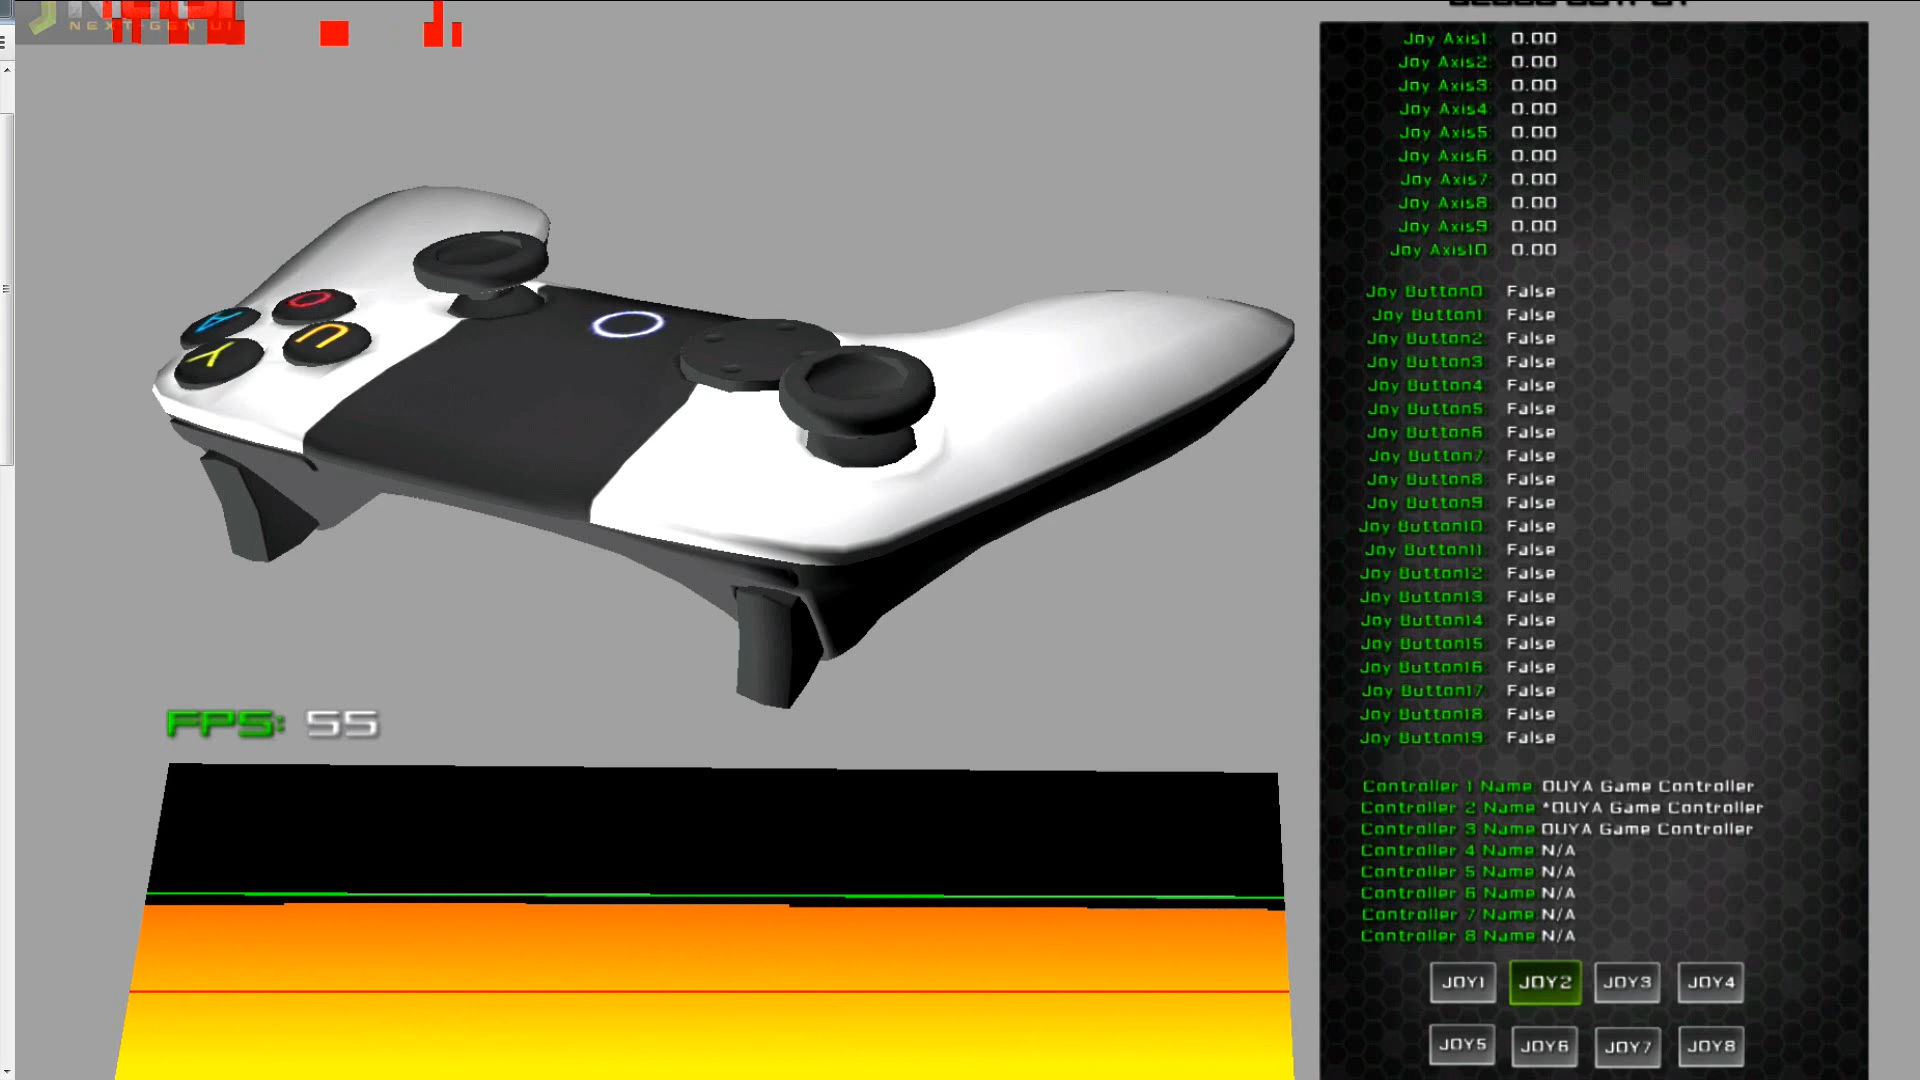 NEXT-GEN UI
DEBUG OUTPUT
Joy Axis1: 0.00
Joy Axis2: 0.00
Joy Axis3: 0.00
Joy Axis4: 0.00
Joy Axis5: 0.00
Joy Axis6: 0.00
Joy Axis7: 0.00
Joy Axis8: 0.00
Joy Axis9: 0.00
Joy Axis10: 0.00
Joy Button0: False
Joy Button1: False
Joy Button2: False
Joy Button3: False
Joy Button4: False
Joy Button5: False
Joy Button6: False
Joy Button7: False
Joy Button8: False
Joy Button9: False
Joy Button10: False
Joy Button11: False
Joy Button12: False
Joy Button13: False
Joy Button14: False
Joy Button15: False
Joy Button16: False
Joy Button17: False
Joy Button18: False
Joy Button19: False
O
A
U
Y
FPS: 55
Controller 1 Name: OUYA Game Controller
Controller 2 Name: *OUYA Game Controller
Controller 3 Name: OUYA Game Controller
Controller 4 Name: N/A
Controller 5 Name: N/A
Controller 6 Name: N/A
Controller 7 Name: N/A
Controller 8 Name: N/A
JOY1 JOY2 JOY3 JOY4
JOY5 JOY6 JOY7 JOY8